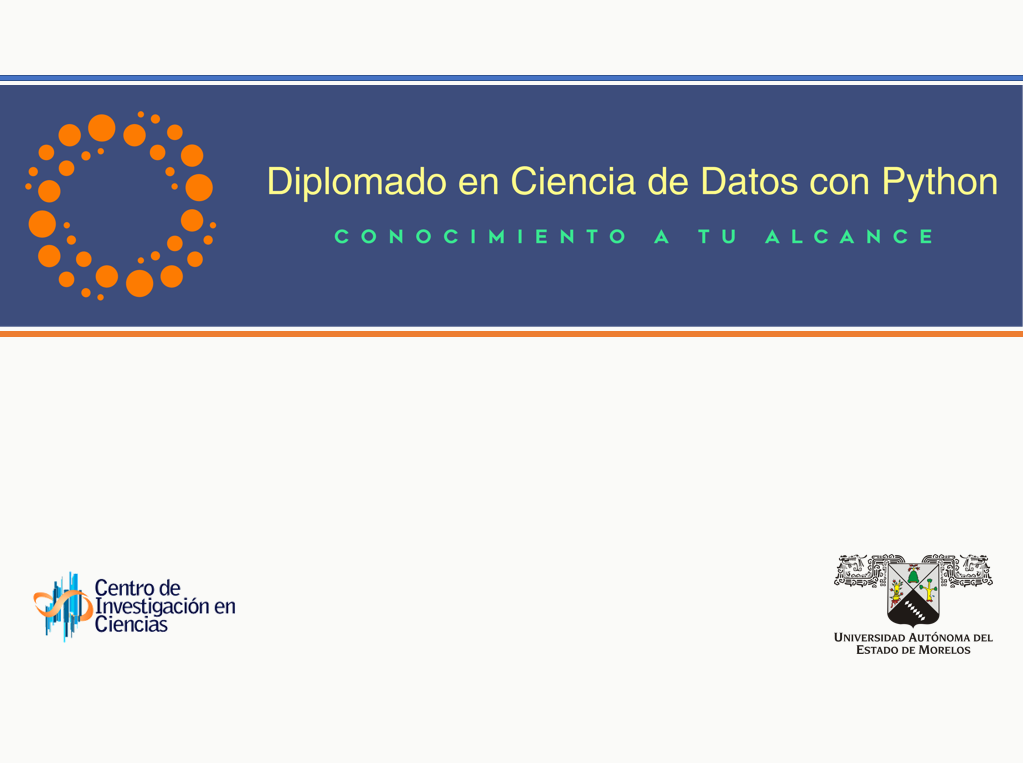 Diplomado en Ciencia de Datos con Python
CONOCIMIENTO A TU ALCANCE
Centro de
Investigación en
Ciencias
UNIVERSIDAD AUTÓNOMA DEL
ESTADO DE MORELOS